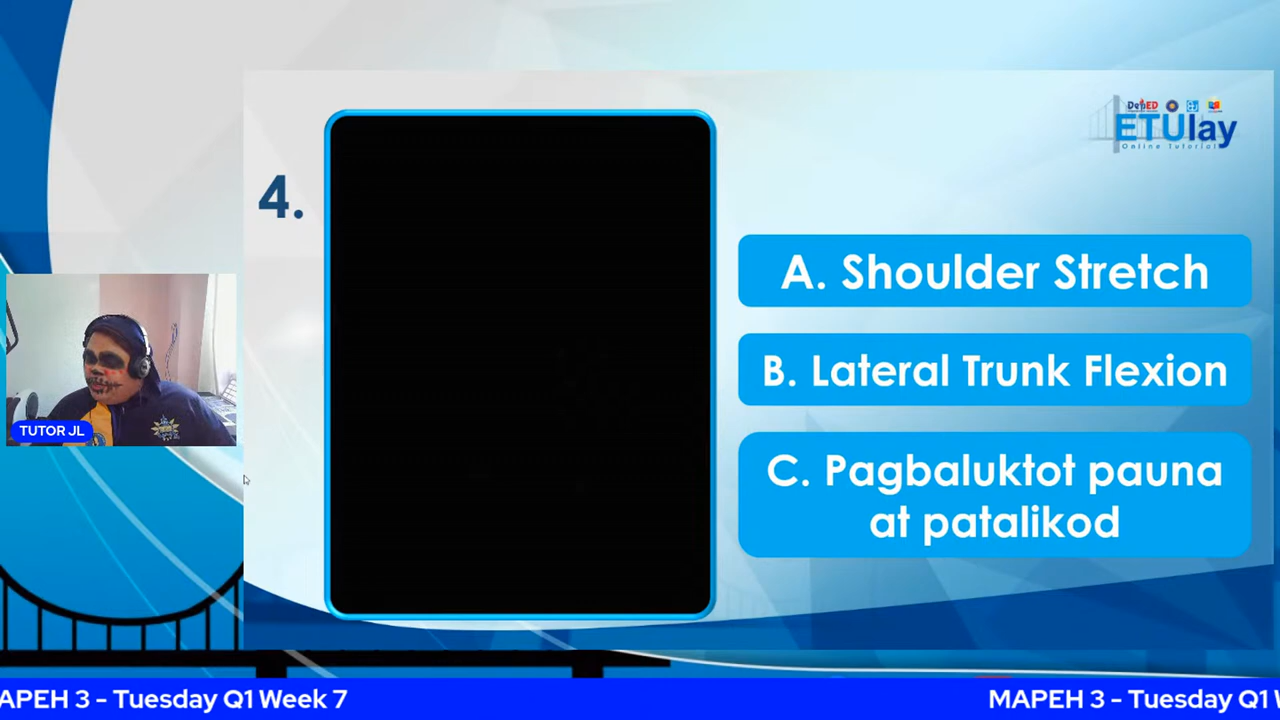 DepED
ETUlay
Online Tutorial
4.
A. Shoulder Stretch
B. Lateral Trunk Flexion
C. Pagbaluktot pauna
at patalikod
TUTOR JL
APEH 3 - Tuesday Q1 Week 7
MAPEH 3 - Tuesday Q1 W